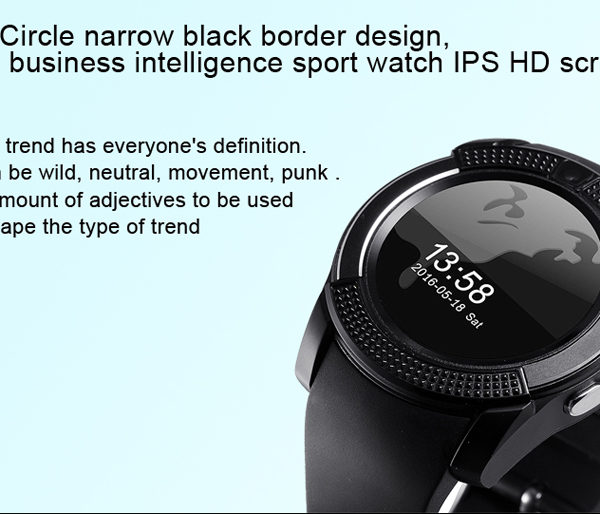 Circle narrow black border design,
business intelligence sport watch IPS HD scr
trend has everyone's definition.
be wild, neutral, movement, punk .
mount of adjectives to be used
ape the type of trend
13:58
2016-05-18 Sat